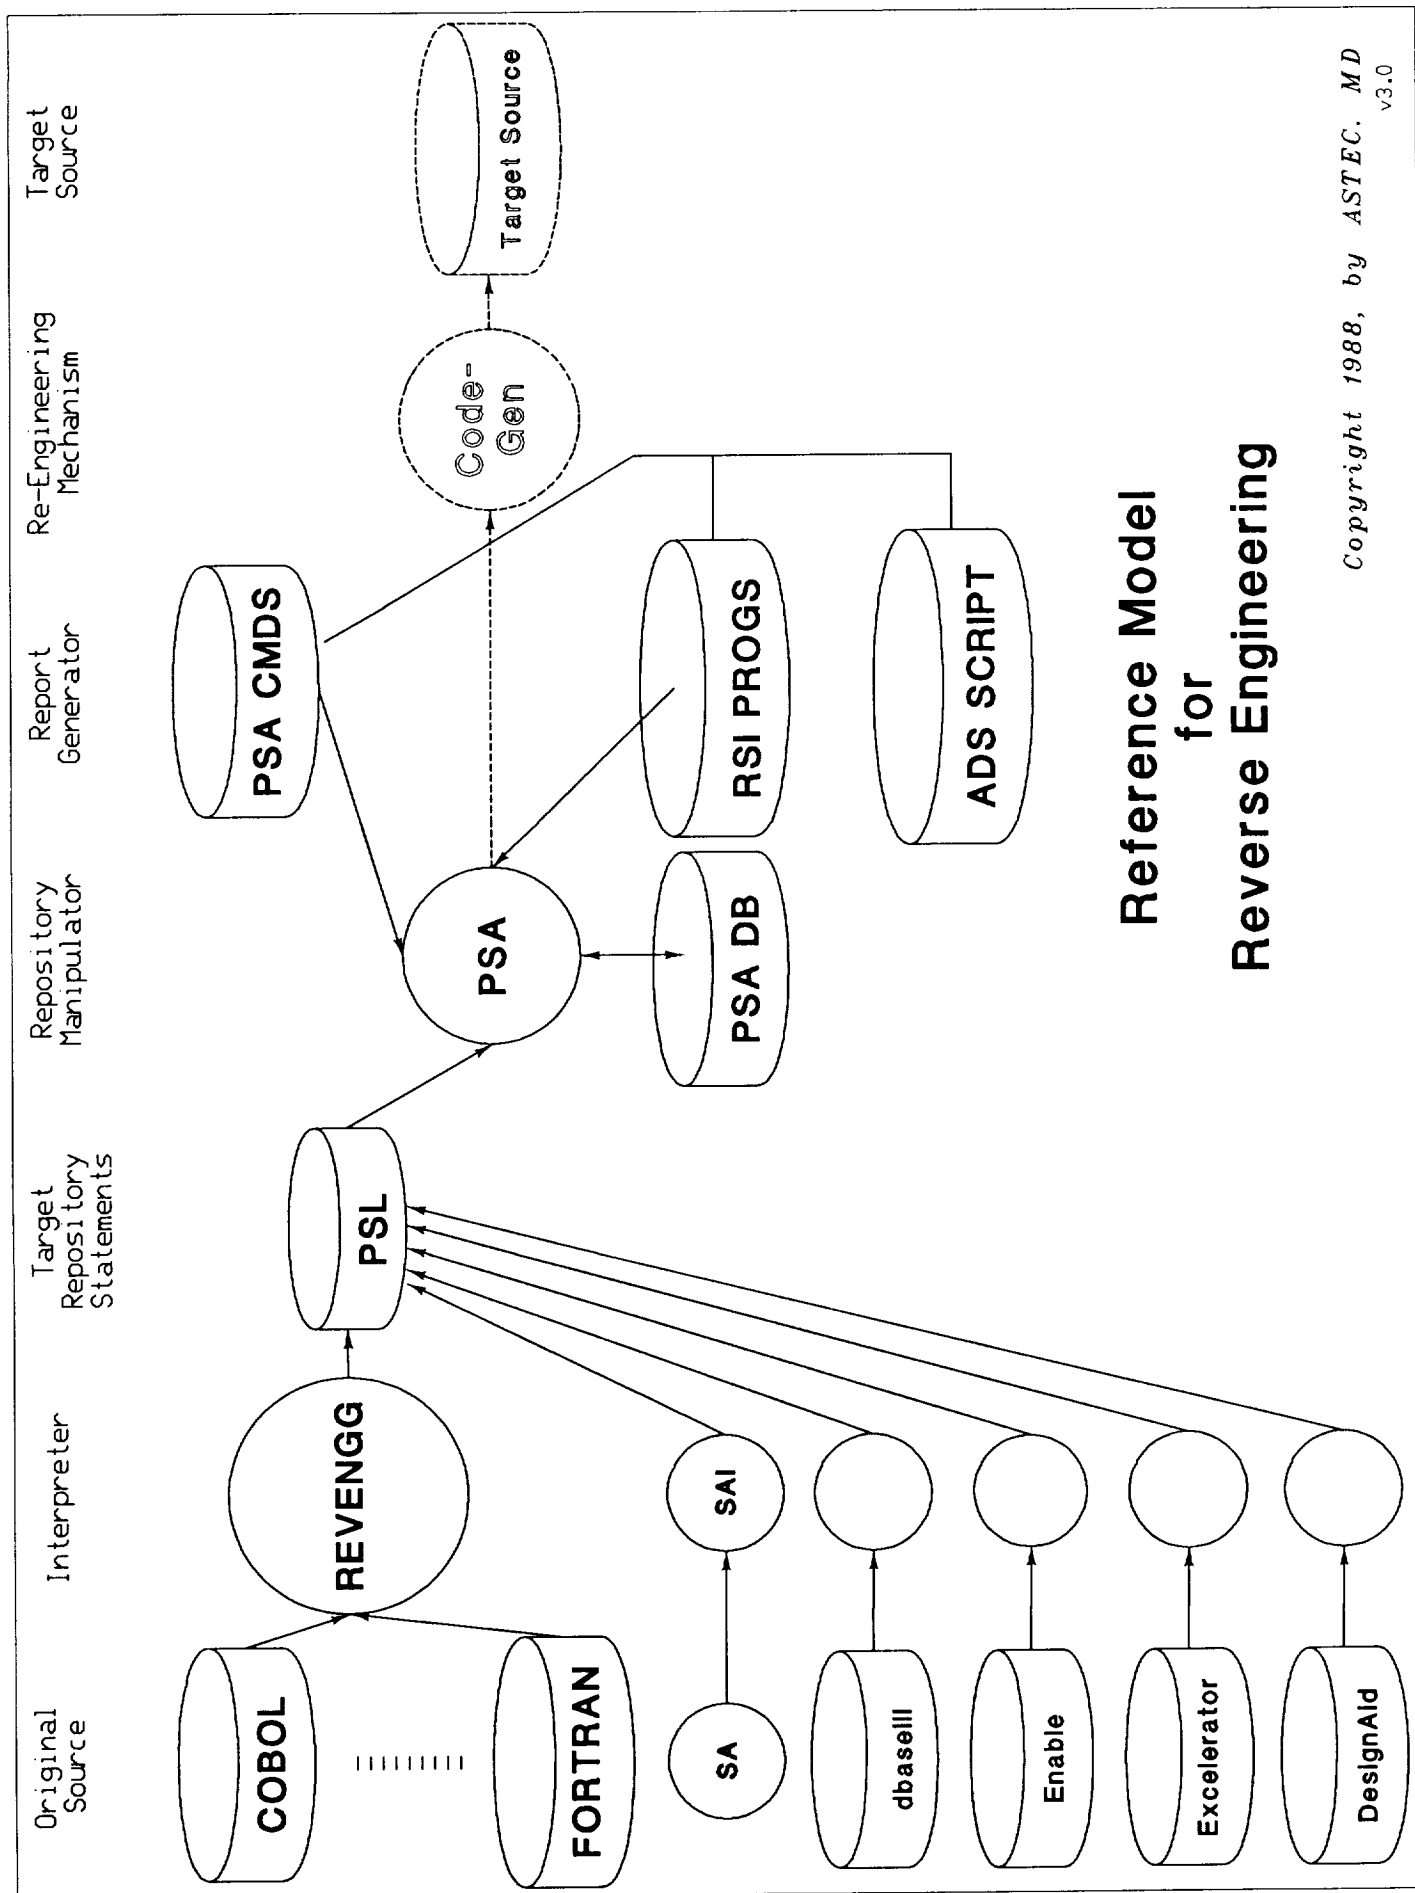 Original
Source
Interpreter
Target
Repository
Statements
Repository
Manipulator
Report
Generator
Re-Engineering
Mechanism
Target
Source
COBOL
FORTRAN
REVENGG
PSL
PSA
PSA CMDS
PSA DB
RSI PROGS
ADS SCRIPT
Code-
Gen
Target Source
SA
SAI
dbaseIII
Enable
Excelerator
DesignAid
Reference Model
for
Reverse Engineering
Copyright 1988, by ASTEC. MD
v3.0